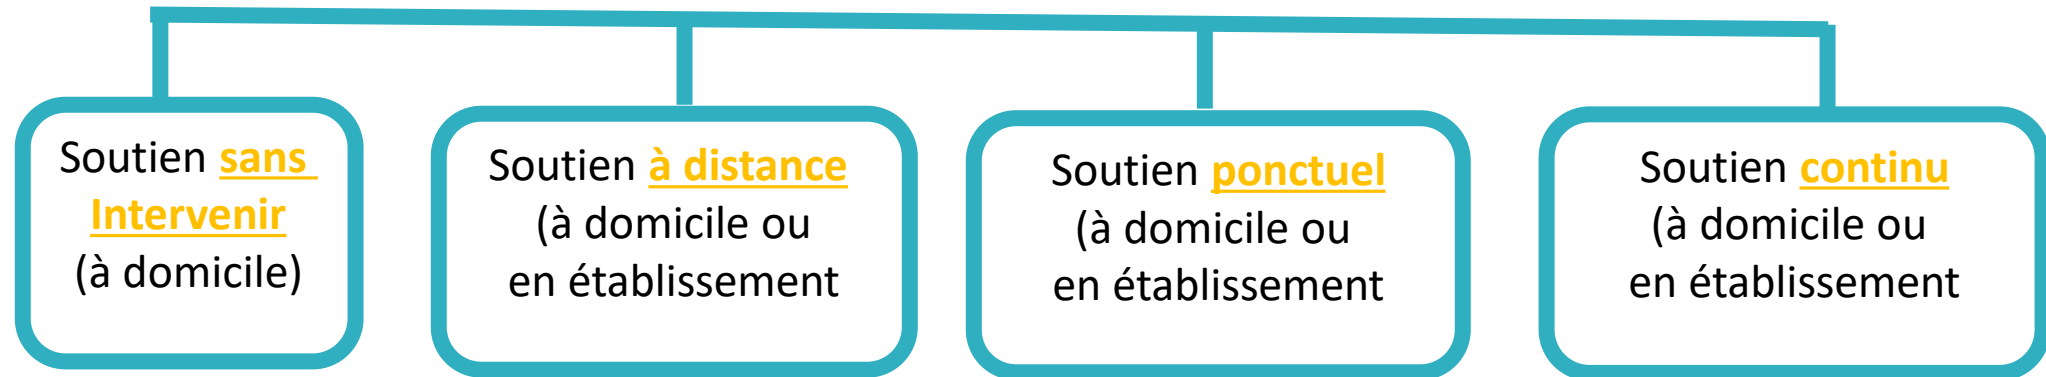 Soutien sans
Intervenir
(à domicile)
Soutien à distance
(à domicile ou
en établissement
Soutien ponctuel
(à domicile ou
en établissement
Soutien continu
(à domicile ou
en établissement